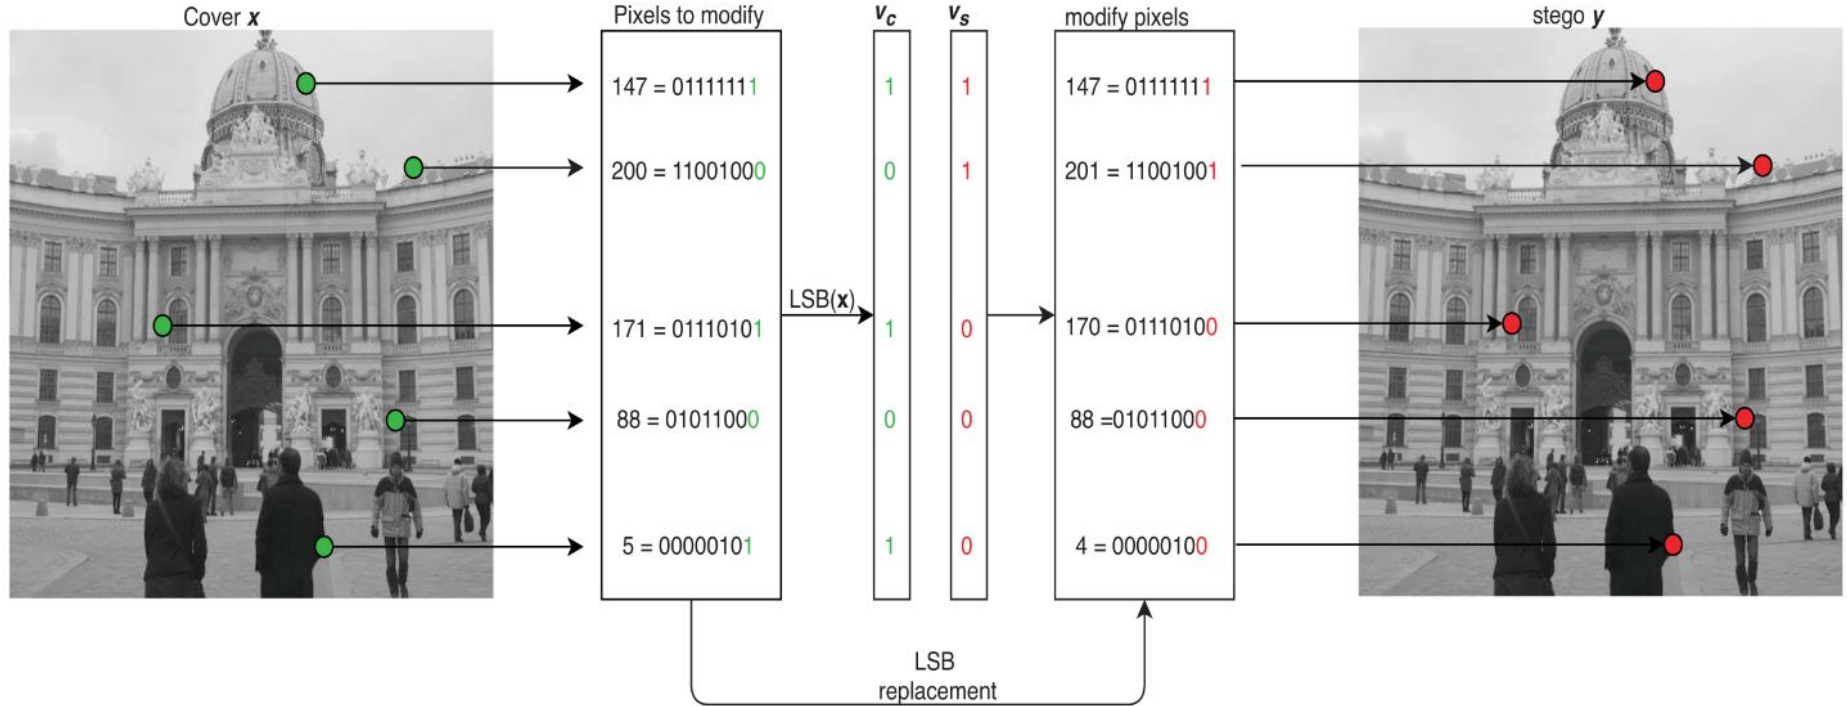 Cover x
Pixels to modify
vc
vs
modify pixels
stego y
147 = 01111111
1
1
147 = 01111111
200 = 11001000
0
1
201 = 11001001
LSB(x)
171 = 01110101
1
0
170 = 01110100
88 = 01011000
0
0
88 =01011000
5 = 00000101
1
0
4 = 00000100
LSB
replacement